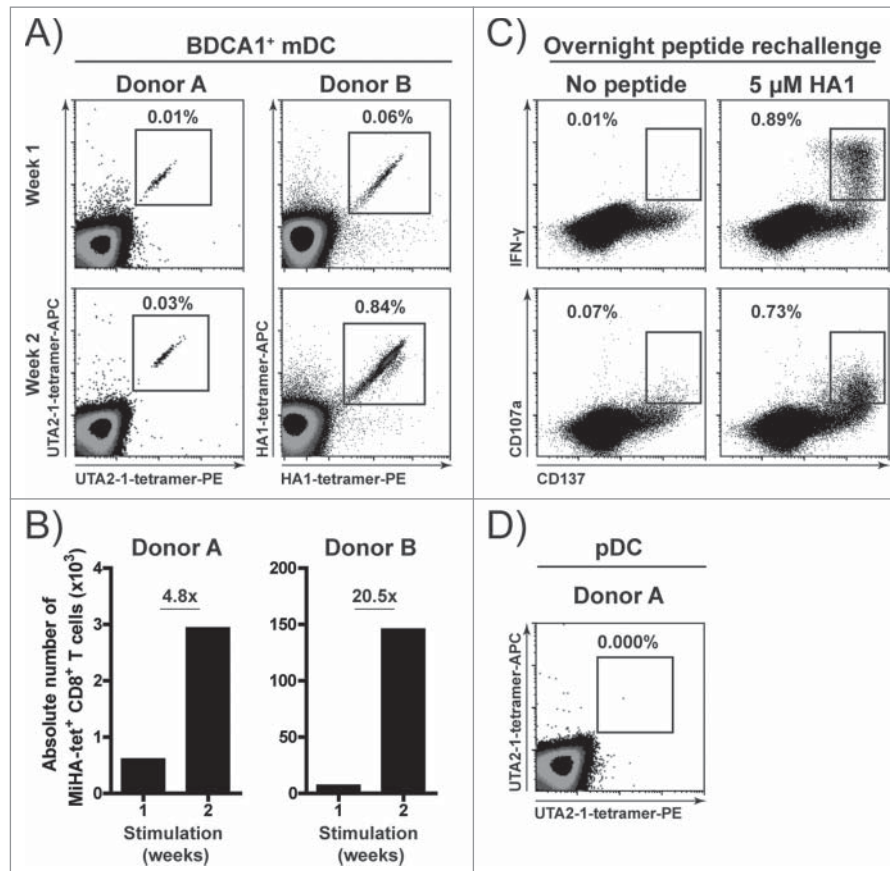 A)
BDCA1⁺ mDC
Donor A
Donor B
Week 1
0.01%
0.06%
Week 2
0.03%
0.84%
UTA2-1-tetramer-APC
HA1-tetramer-APC
UTA2-1-tetramer-PE
HA1-tetramer-PE
C)
Overnight peptide rechallenge
No peptide
5 µM HA1
0.01%
0.89%
IFN-γ
0.07%
0.73%
CD107a
CD137
B)
Donor A
Donor B
Absolute number of
MiHA-tet⁺ CD8⁺ T cells (x10³)
4
3
2
1
0
4.8x
1
2
Stimulation
(weeks)
200
150
100
50
0
20.5x
1
2
Stimulation
(weeks)
D)
pDC
Donor A
0.000%
UTA2-1-tetramer-APC
UTA2-1-tetramer-PE